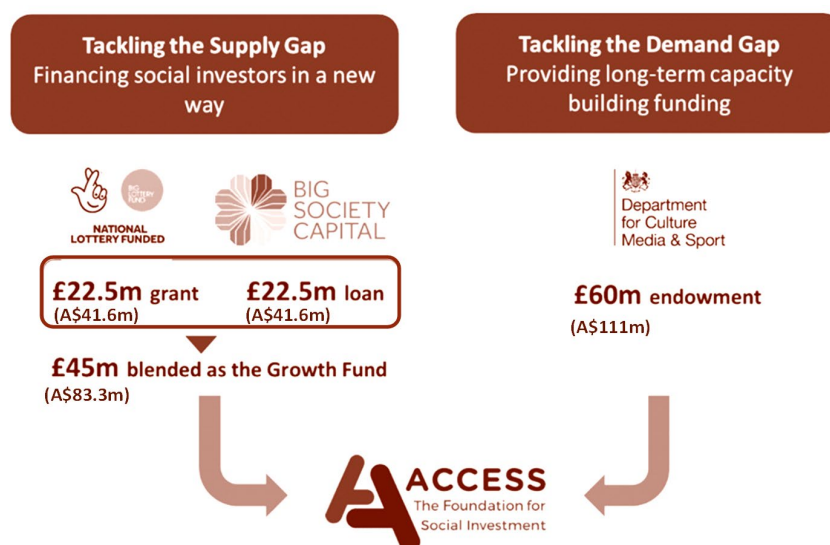 Tackling the Supply Gap
Financing social investors in a new
way
Tackling the Demand Gap
Providing long-term capacity
building funding
BIG
LOTTERY
FUND
NATIONAL
LOTTERY FUNDED
BIG
SOCIETY
CAPITAL
Department
for Culture
Media & Sport
£22.5m grant
(A$41.6m)
£22.5m loan
(A$41.6m)
£60m endowment
(A$111m)
£45m blended as the Growth Fund
(A$83.3m)
ACCESS
The Foundation for
Social Investment